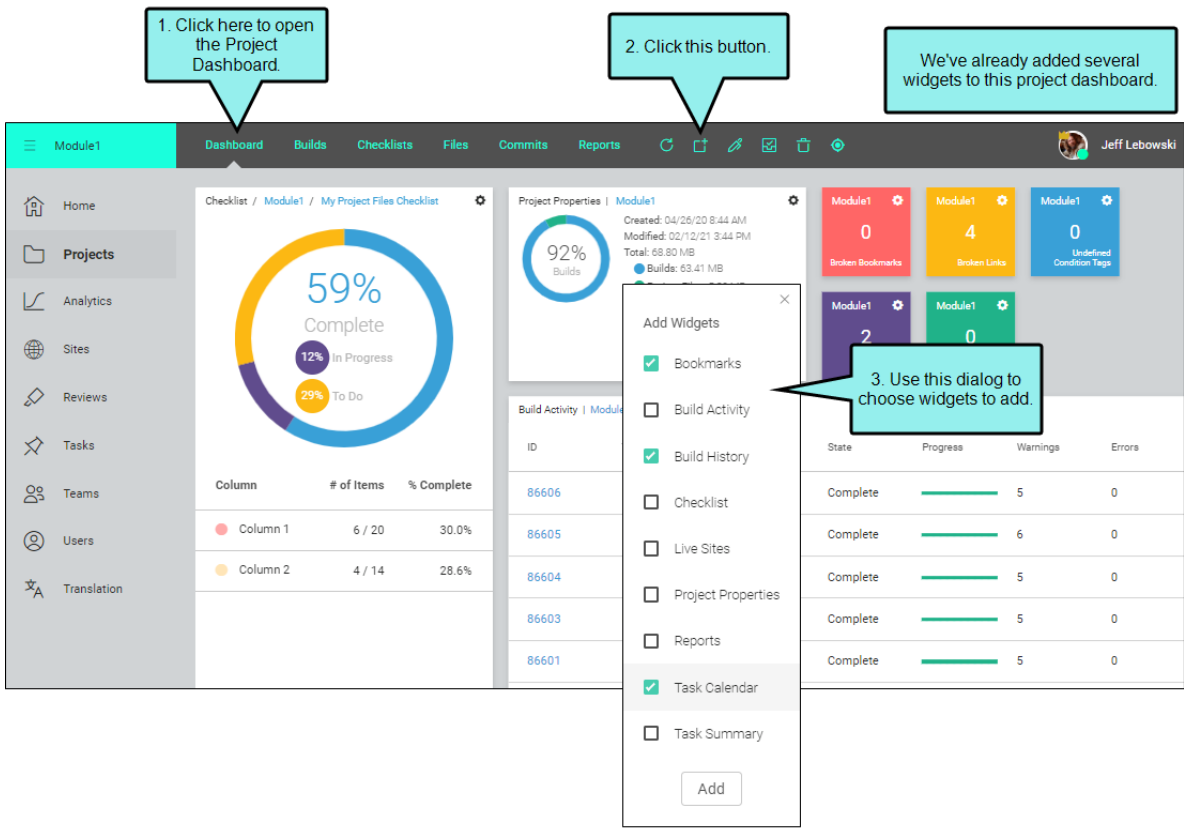 1. Click here to open
the Project
Dashboard.
2. Click this button.
We've already added several
widgets to this project dashboard.
Module1
Dashboard Builds Checklists Files Commits Reports
Jeff Lebowski
Home
Projects
Analytics
Sites
Reviews
Tasks
Teams
Users
Translation
Checklist / Module1 / My Project Files Checklist
59%
Complete
12% In Progress
29% To Do
Column # of Items % Complete
Column 1 6 / 20 30.0%
Column 2 4 / 14 28.6%
Project Properties | Module1
92%
Builds
Created: 04/26/20 8:44 AM
Modified: 02/12/21 3:44 PM
Total: 68.80 MB
Builds: 63.41 MB
Module1
0
Broken Bookmarks
Module1
4
Broken Links
Module1
0
Undefined
Condition Tags
Module1
2
Module1
0
Build Activity | Module
ID State Progress Warnings Errors
86606 Complete 5 0
86605 Complete 6 0
86604 Complete 5 0
86603 Complete 5 0
86601 Complete 5 0
Add Widgets
Bookmarks
Build Activity
Build History
Checklist
Live Sites
Project Properties
Reports
Task Calendar
Task Summary
Add
3. Use this dialog to
choose widgets to add.